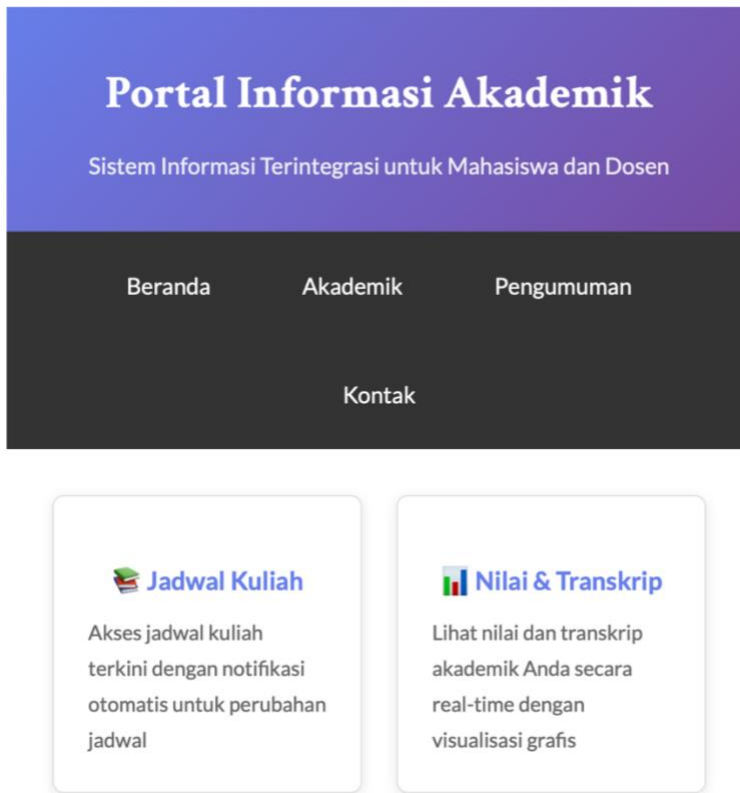 Portal Informasi Akademik
Sistem Informasi Terintegrasi untuk Mahasiswa dan Dosen
Beranda Akademik Pengumuman
Kontak
Jadwal Kuliah
Akses jadwal kuliah
terkini dengan notifikasi
otomatis untuk perubahan
jadwal
Nilai & Transkrip
Lihat nilai dan transkrip
akademik Anda secara
real-time dengan
visualisasi grafis